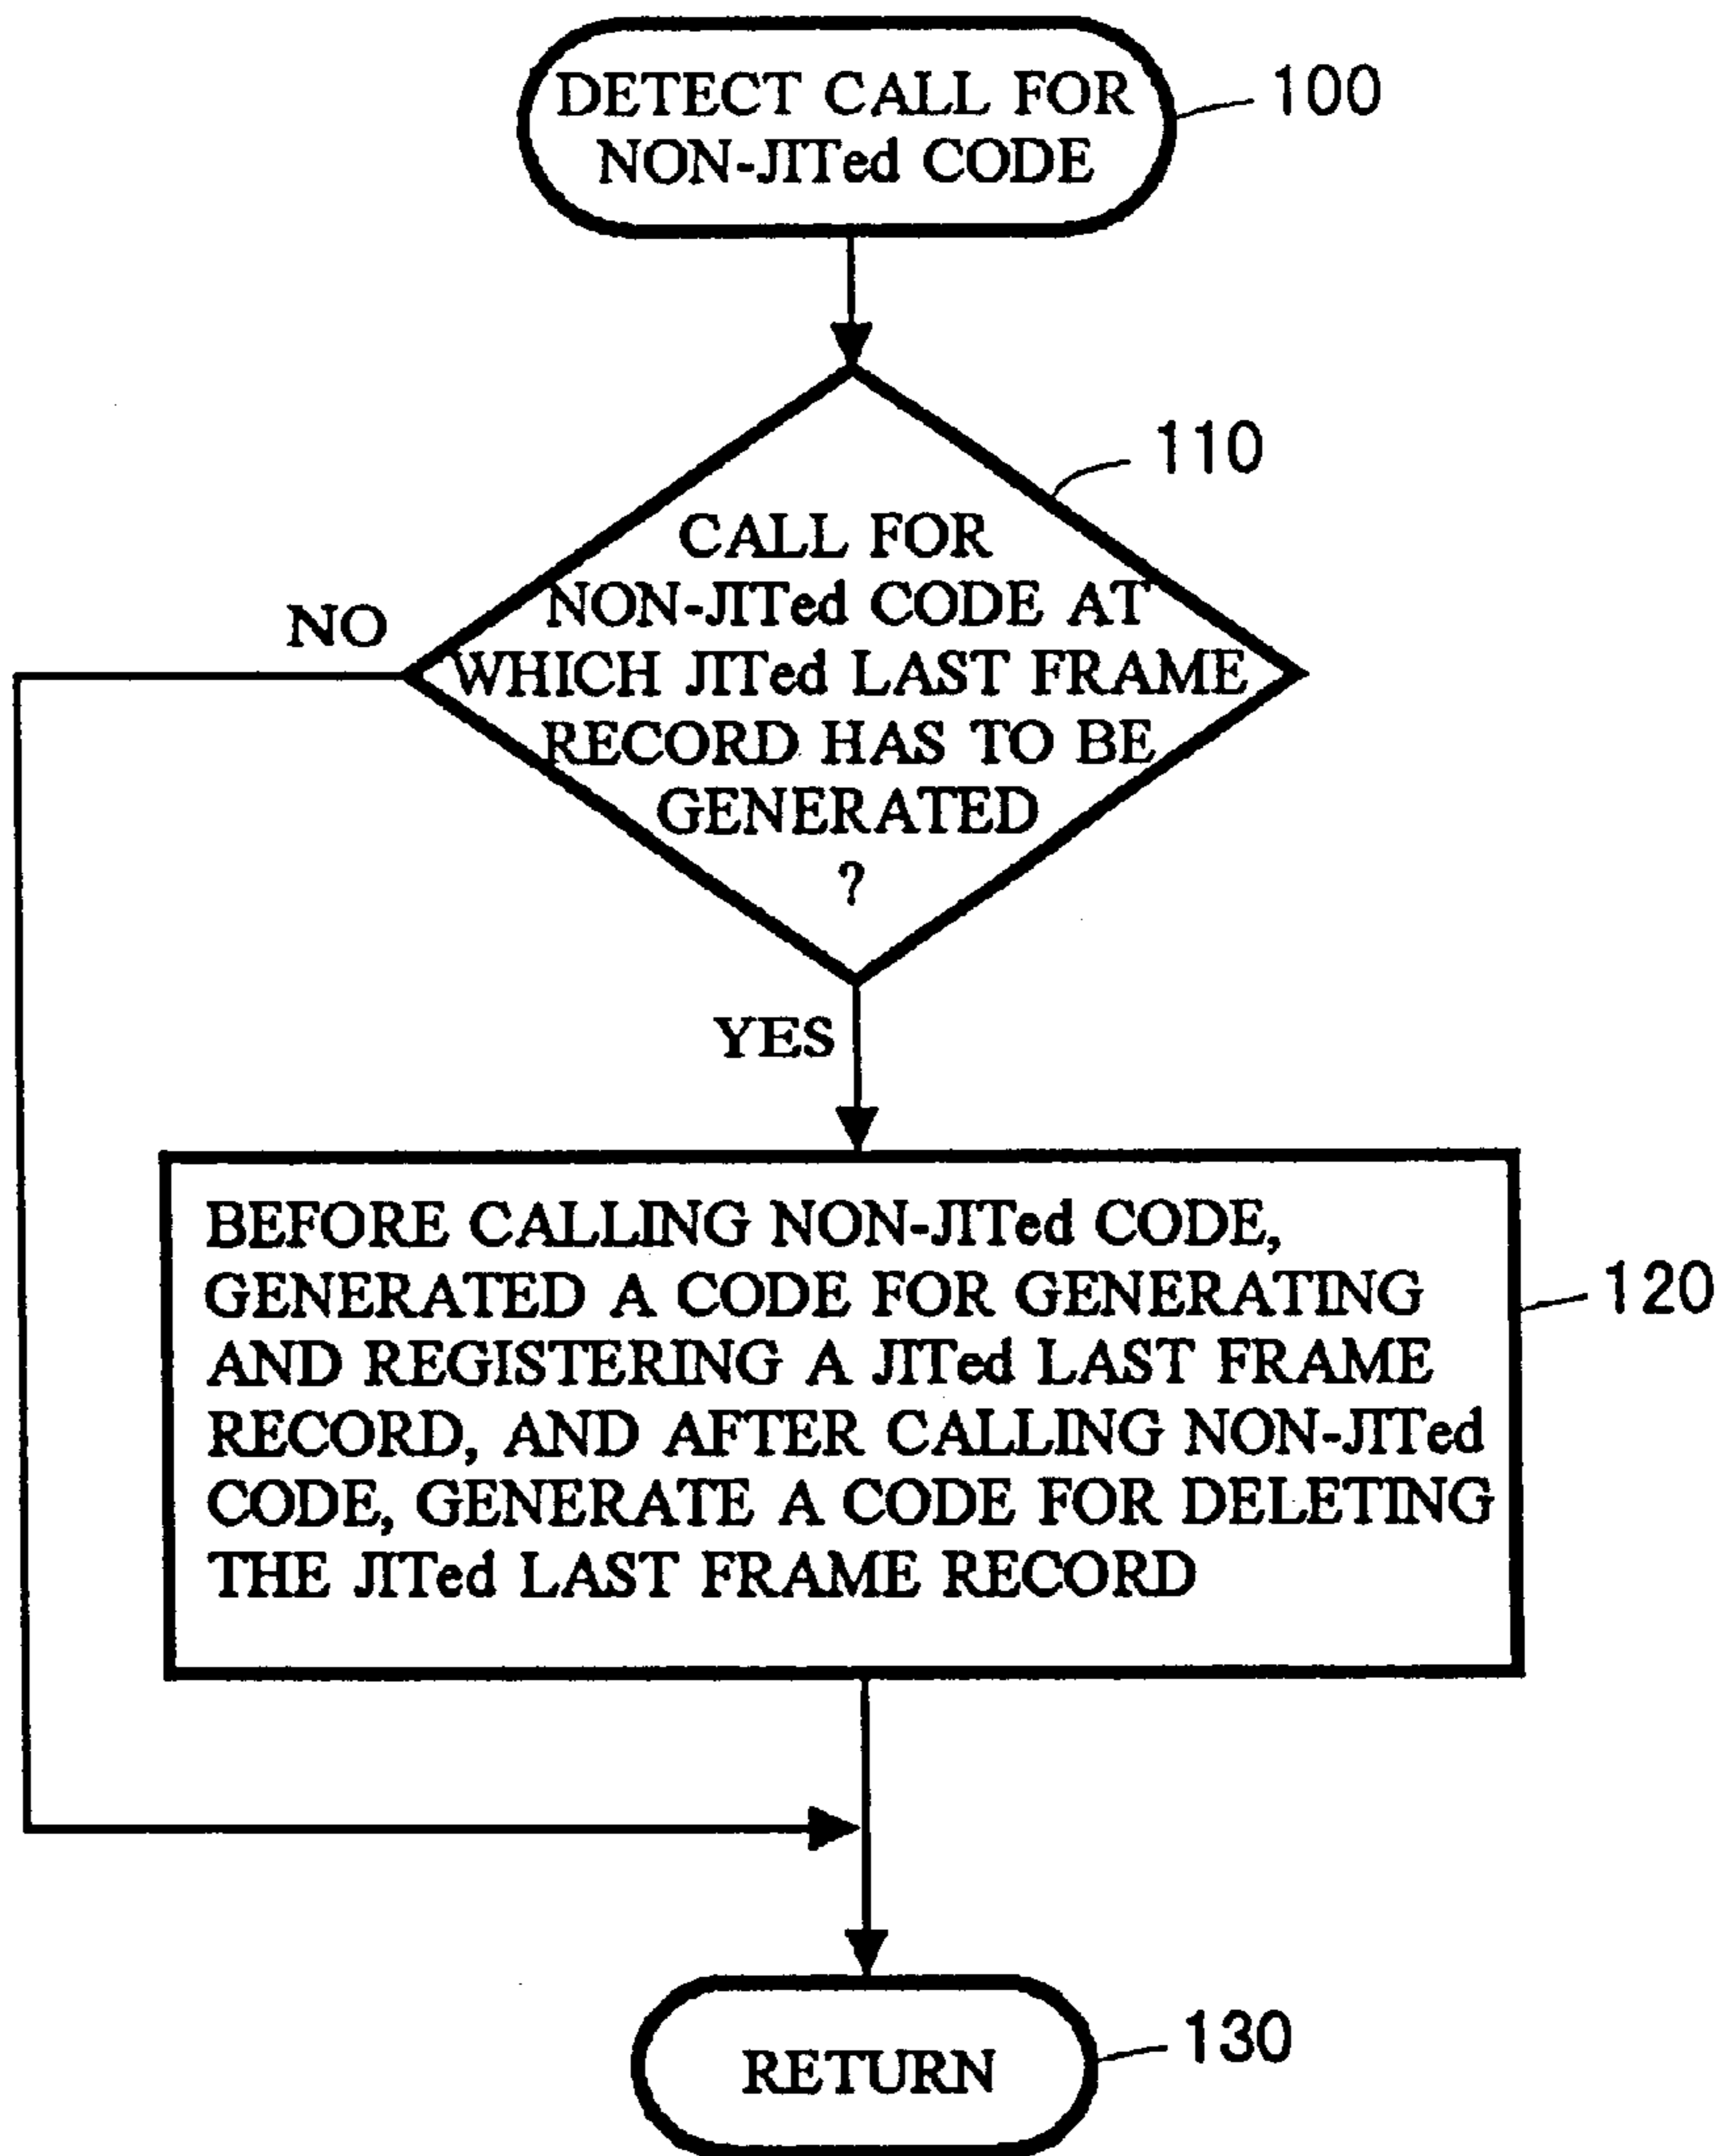 DETECT CALL FOR
NON-JITed CODE
100
110
CALL FOR
NON-JITed CODE AT
WHICH JITed LAST FRAME
RECORD HAS TO BE
GENERATED
?
NO
YES
BEFORE CALLING NON-JITed CODE,
GENERATED A CODE FOR GENERATING
AND REGISTERING A JITed LAST FRAME
RECORD, AND AFTER CALLING NON-JITed
CODE, GENERATE A CODE FOR DELETING
THE JITed LAST FRAME RECORD
120
RETURN
130